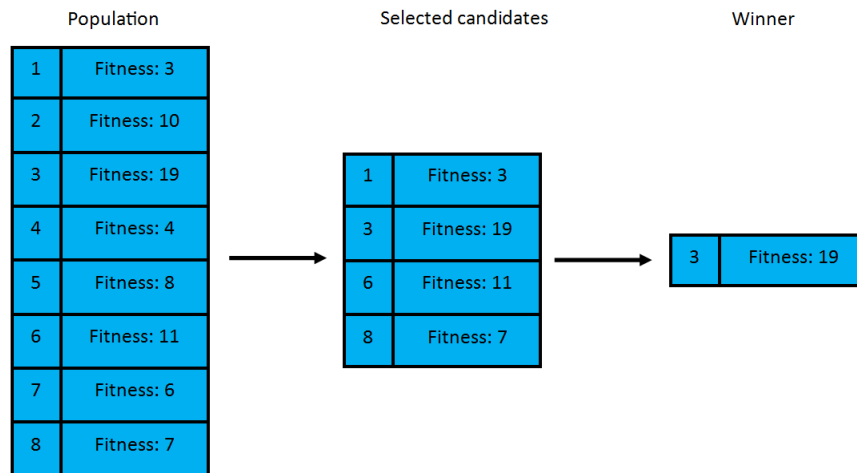 Population
Selected candidates
Winner
1 Fitness: 3
2 Fitness: 10
3 Fitness: 19
4 Fitness: 4
5 Fitness: 8
6 Fitness: 11
7 Fitness: 6
8 Fitness: 7
1 Fitness: 3
3 Fitness: 19
6 Fitness: 11
8 Fitness: 7
3 Fitness: 19